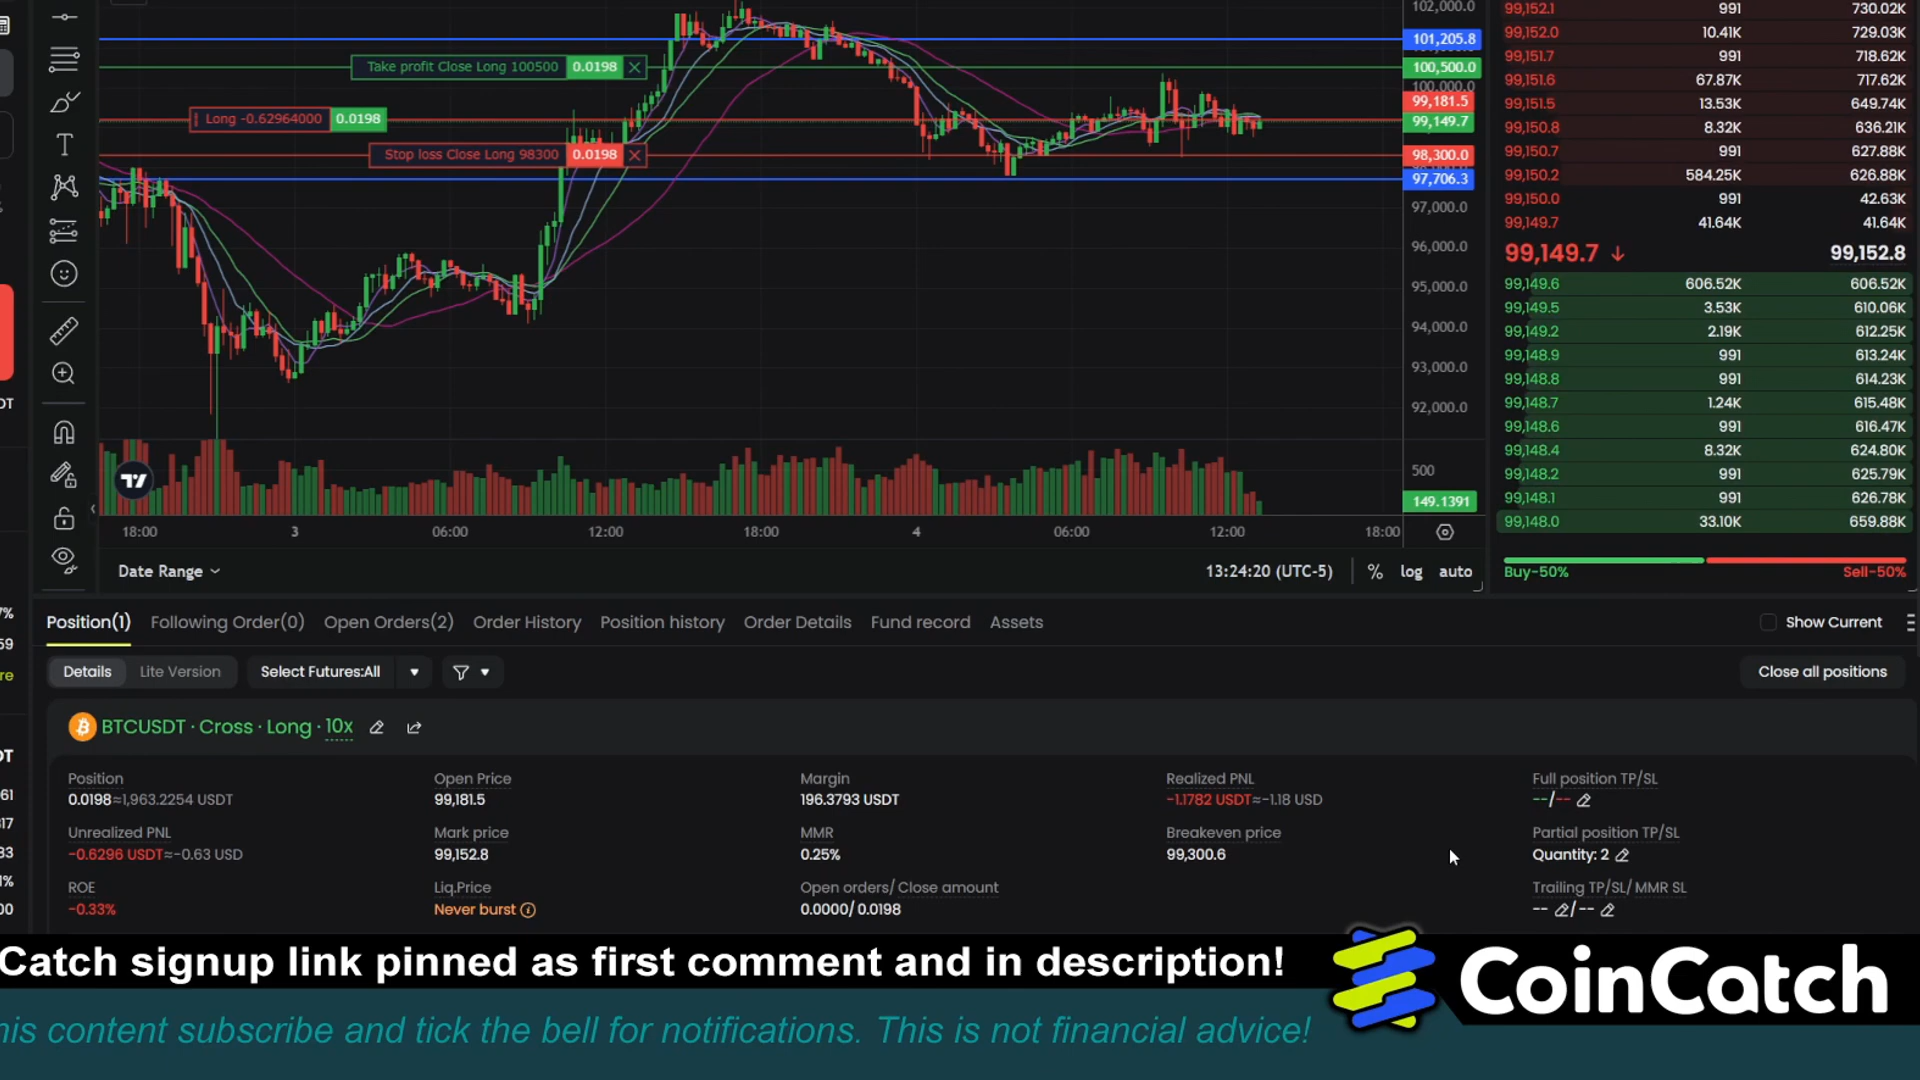 102,000.0
101,205.8
Take profit Close Long 100500 0.0198
100,500.0
100,000.0
99,181.5
Long -0.62964000 0.0198
99,149.7
Stop loss Close Long 98300 0.0198
98,300.0
97,706.3
97,000.0
96,000.0
95,000.0
94,000.0
93,000.0
92,000.0
500
149.1391
18:00 3 06:00 12:00 18:00 4 06:00 12:00 18:00
Date Range
13:24:20 (UTC-5) % log auto
99,152.1 991 730.02K
99,152.0 10.41K 729.03K
99,151.7 991 718.62K
99,151.6 67.87K 717.62K
99,151.5 13.53K 649.74K
99,150.8 8.32K 636.21K
99,150.7 991 627.88K
99,150.2 584.25K 626.88K
99,150.0 991 42.63K
99,149.7 41.64K 41.64K
99,149.7 ↓ 99,152.8
99,149.6 606.52K 606.52K
99,149.5 3.53K 610.06K
99,149.2 2.19K 612.25K
99,148.9 991 613.24K
99,148.8 991 614.23K
99,148.7 1.24K 615.48K
99,148.6 991 616.47K
99,148.4 8.32K 624.80K
99,148.2 991 625.79K
99,148.1 991 626.78K
99,148.0 33.10K 659.88K
Buy-50% Sell-50%
Position(1) Following Order(0) Open Orders(2) Order History Position history Order Details Fund record Assets
Show Current
Details Lite Version Select Futures:All
Close all positions
BTCUSDT · Cross · Long · 10x
Position Open Price Margin Realized PNL Full position TP/SL
0.0198≈1,963.2254 USDT 99,181.5 196.3793 USDT -1.1782 USDT≈-1.18 USD --/--
Unrealized PNL Mark price MMR Breakeven price Partial position TP/SL
-0.6296 USDT≈-0.63 USD 99,152.8 0.25% 99,300.6 Quantity: 2
ROE Liq.Price Open orders/ Close amount Trailing TP/SL/ MMR SL
-0.33% Never burst 0.0000/ 0.0198 -- /--
Catch signup link pinned as first comment and in description!
CoinCatch
his content subscribe and tick the bell for notifications. This is not financial advice!